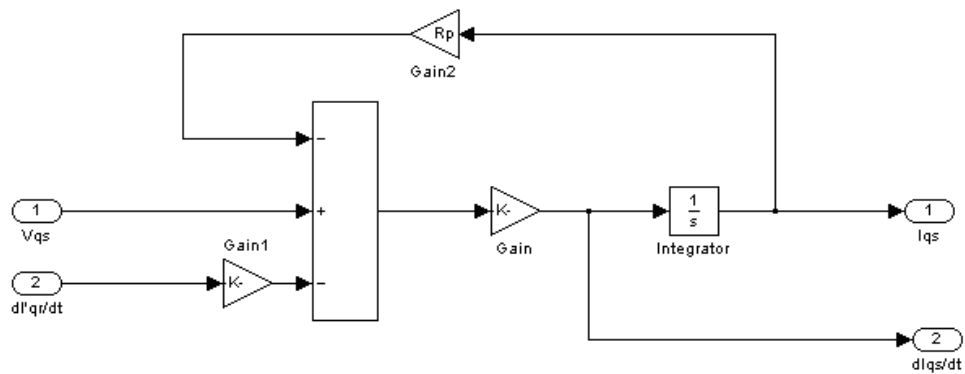 Rp
Gain2
−
1
Vqs
+
K-
Gain
1
s
Integrator
1
Iqs
Gain1
2
dI'qr/dt
K-
−
2
dIqs/dt